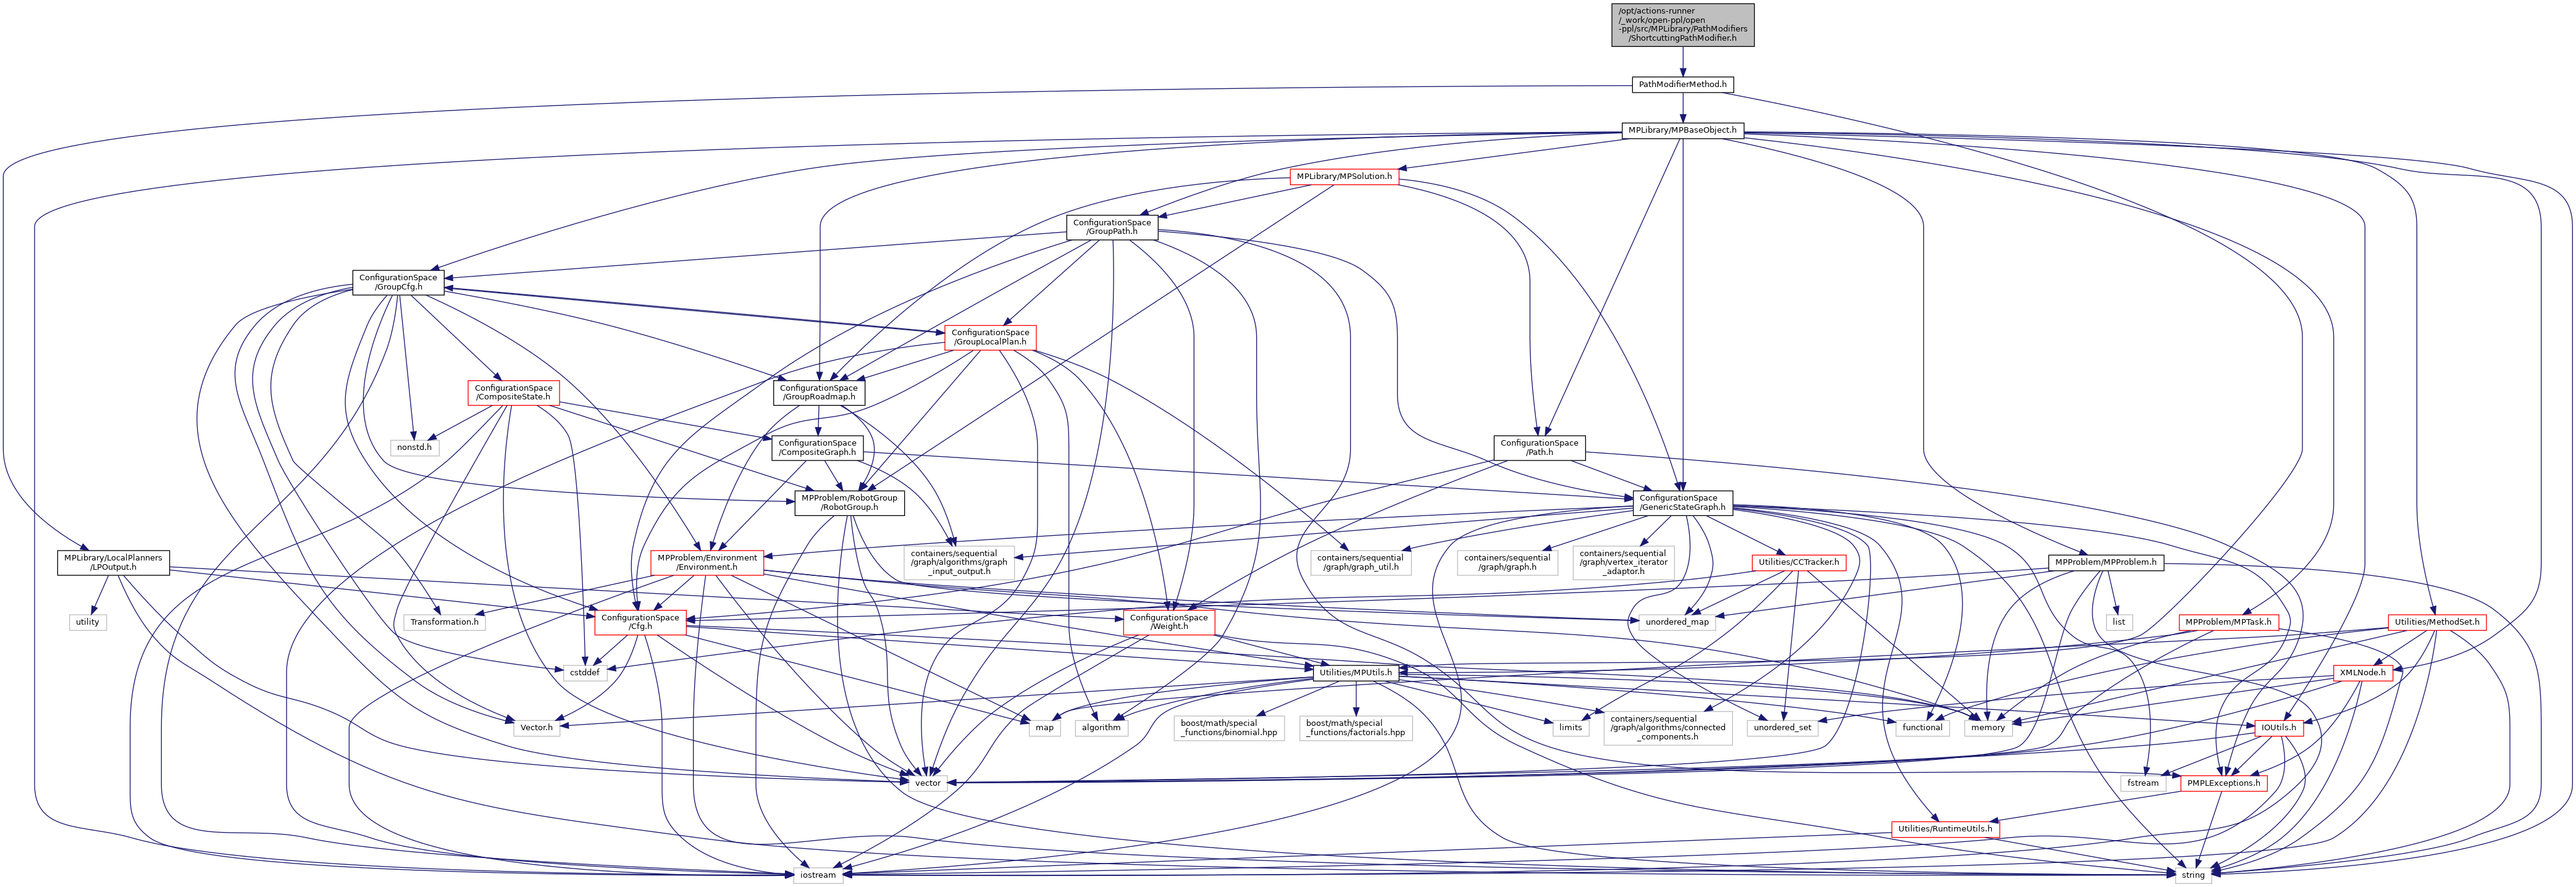 /opt/actions-runner
/_work/open-ppl/open
-ppl/src/MPLibrary/PathModifiers
/ShortcuttingPathModifier.h
PathModifierMethod.h
MPLibrary/MPBaseObject.h
MPLibrary/MPSolution.h
ConfigurationSpace
/GroupPath.h
ConfigurationSpace
/GroupCfg.h
ConfigurationSpace
/GroupLocalPlan.h
ConfigurationSpace
/CompositeState.h
ConfigurationSpace
/GroupRoadmap.h
nonstd.h
ConfigurationSpace
/CompositeGraph.h
ConfigurationSpace
/Path.h
MPProblem/RobotGroup
/RobotGroup.h
ConfigurationSpace
/GenericStateGraph.h
MPLibrary/LocalPlanners
/LPOutput.h
MPProblem/Environment
/Environment.h
containers/sequential
/graph/algorithms/graph
_input_output.h
containers/sequential
/graph/graph_util.h
containers/sequential
/graph/graph.h
containers/sequential
/graph/vertex_iterator
_adaptor.h
Utilities/CCTracker.h
MPProblem/MPProblem.h
utility
Transformation.h
ConfigurationSpace
/Cfg.h
unordered_map
ConfigurationSpace
/Weight.h
list
MPProblem/MPTask.h
Utilities/MethodSet.h
cstddef
Utilities/MPUtils.h
XMLNode.h
Vector.h
map
algorithm
boost/math/special
_functions/binomial.hpp
boost/math/special
_functions/factorials.hpp
limits
containers/sequential
/graph/algorithms/connected
_components.h
unordered_set
functional
memory
IOUtils.h
vector
fstream
PMPLExceptions.h
Utilities/RuntimeUtils.h
iostream
string